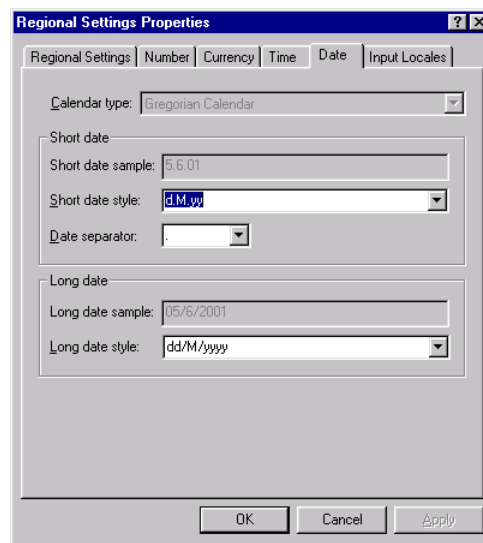 Regional Settings Properties
Regional Settings Number Currency Time Date Input Locales
Calendar type: Gregorian Calendar
Short date
Short date sample: 5.6.01
Short date style: d.M.yy
Date separator: .
Long date
Long date sample: 05/6/2001
Long date style: dd/M/yyyy
OK Cancel Apply